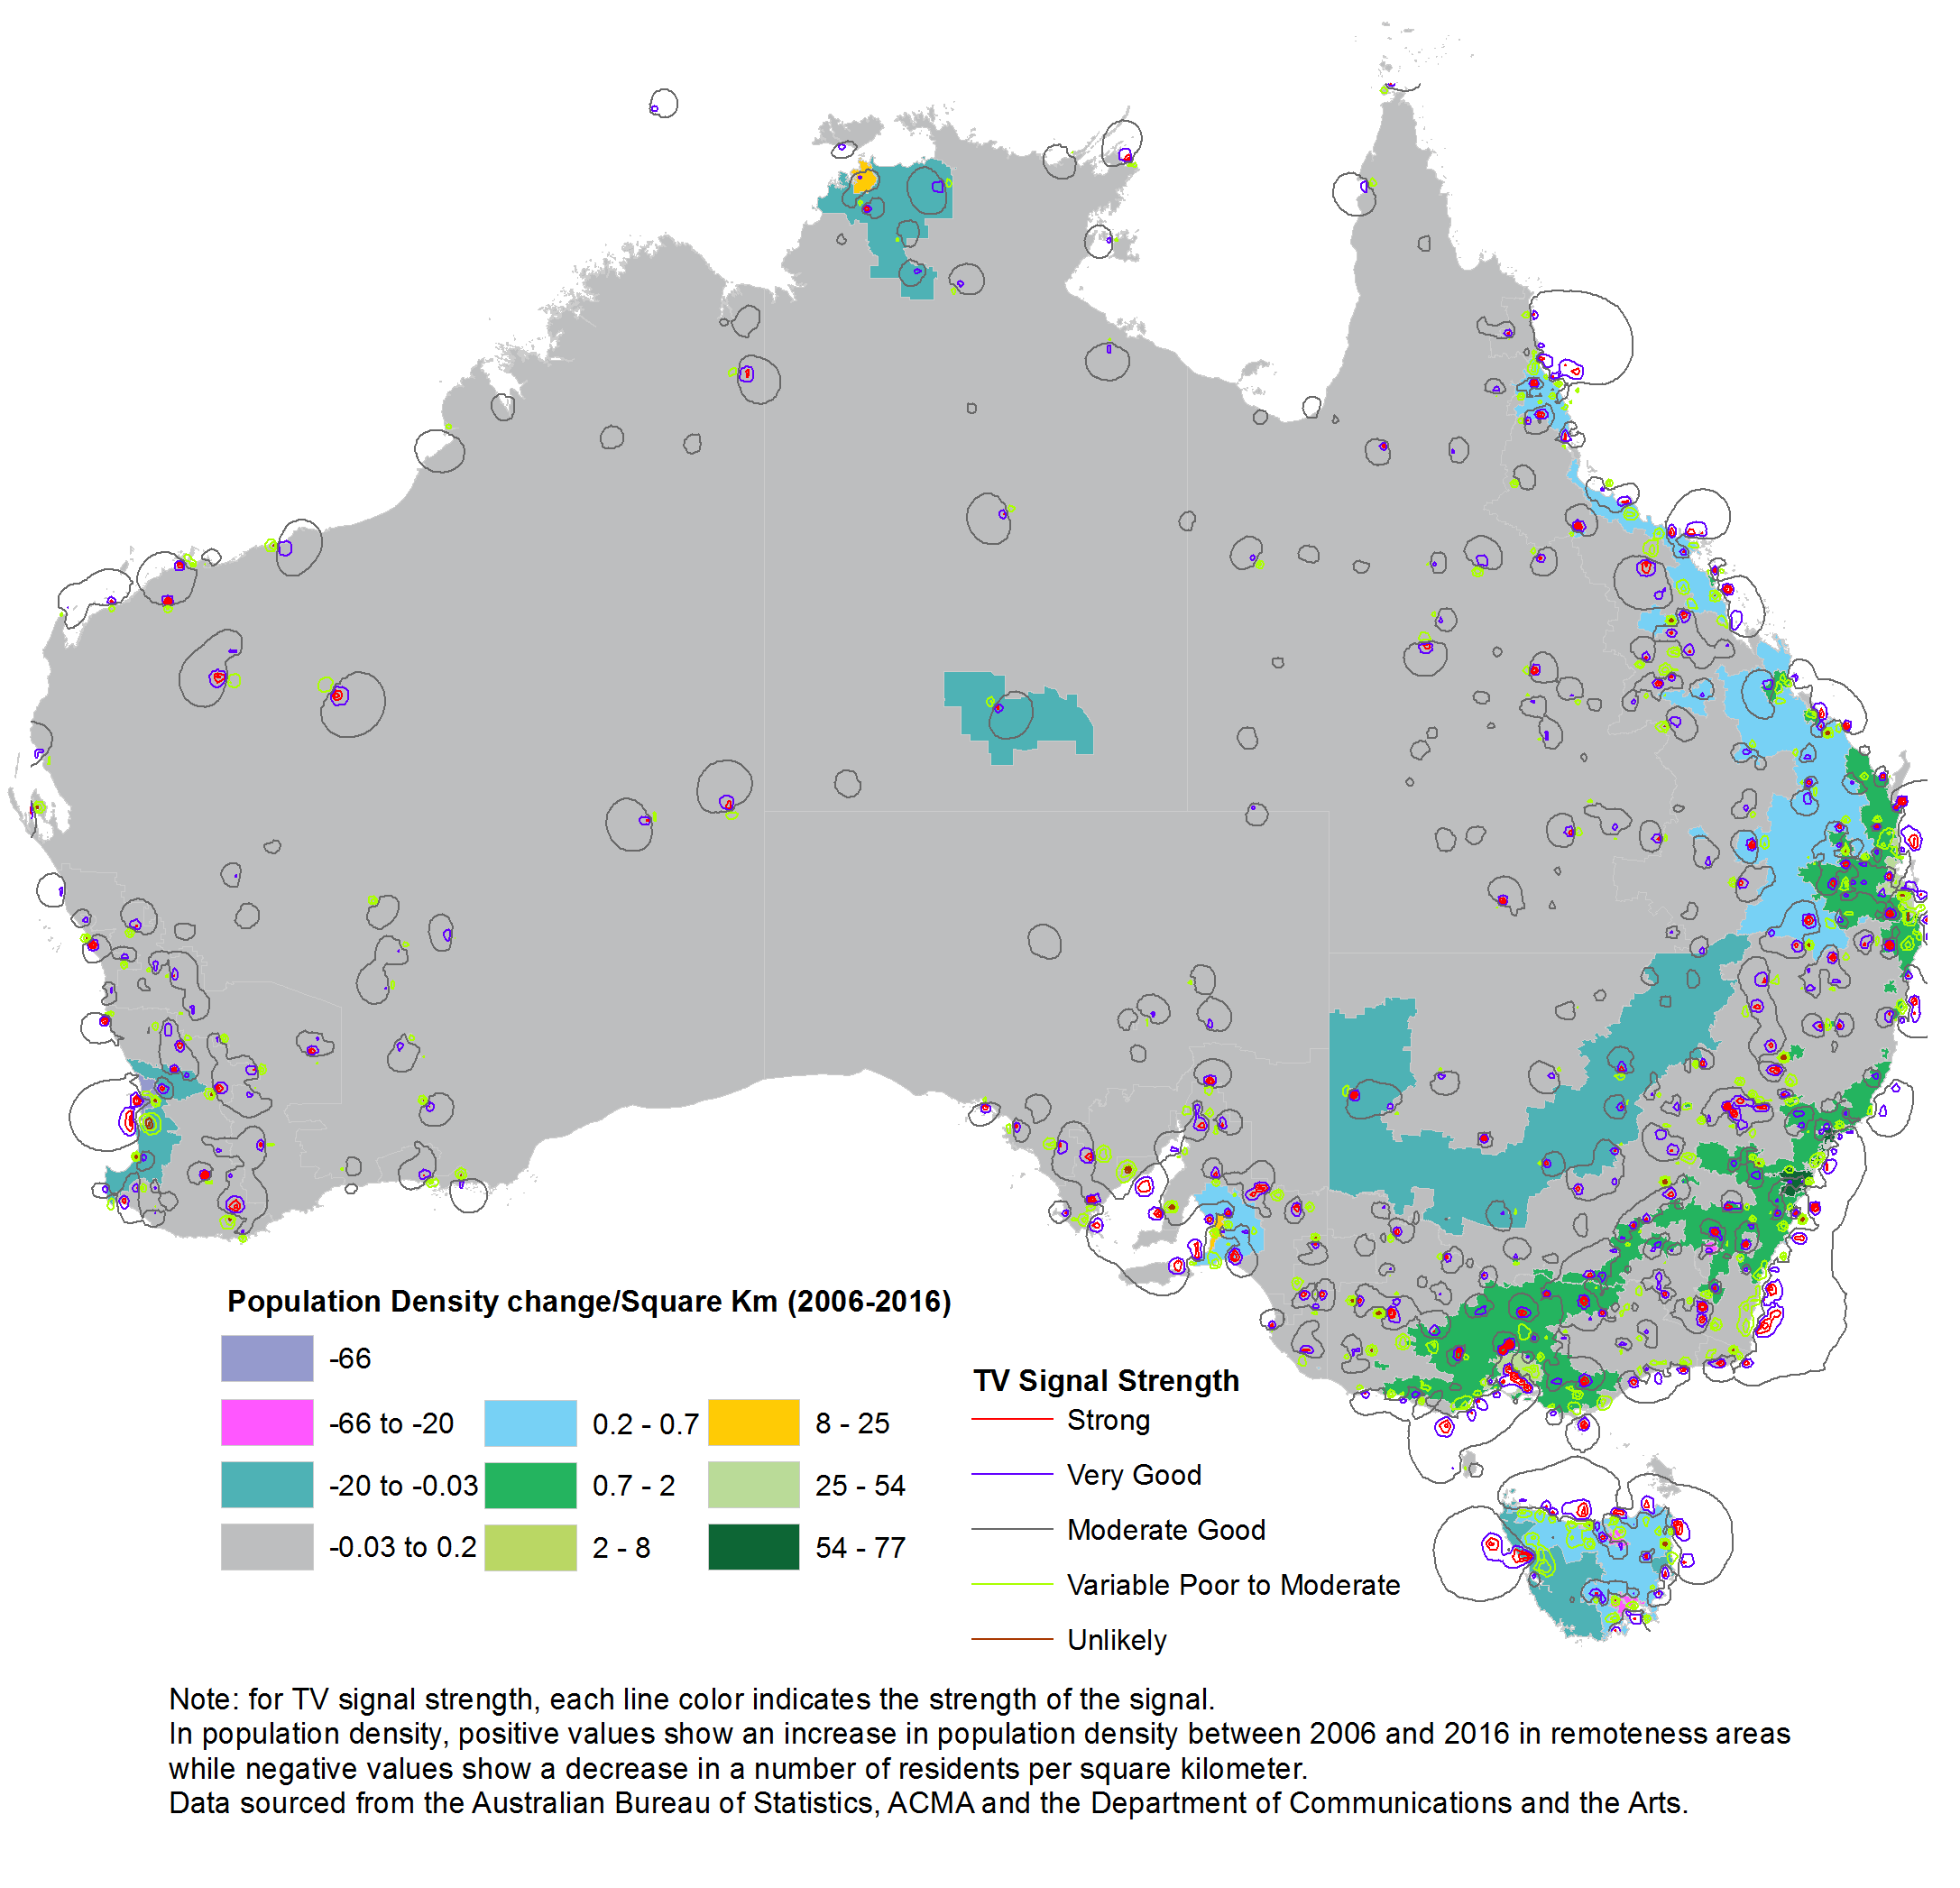 Population Density change/Square Km (2006-2016)
-66
-66 to -20
0.2 - 0.7
8 - 25
-20 to -0.03
0.7 - 2
25 - 54
-0.03 to 0.2
2 - 8
54 - 77
TV Signal Strength
Strong
Very Good
Moderate Good
Variable Poor to Moderate
Unlikely
Note: for TV signal strength, each line color indicates the strength of the signal.
In population density, positive values show an increase in population density between 2006 and 2016 in remoteness areas
while negative values show a decrease in a number of residents per square kilometer.
Data sourced from the Australian Bureau of Statistics, ACMA and the Department of Communications and the Arts.